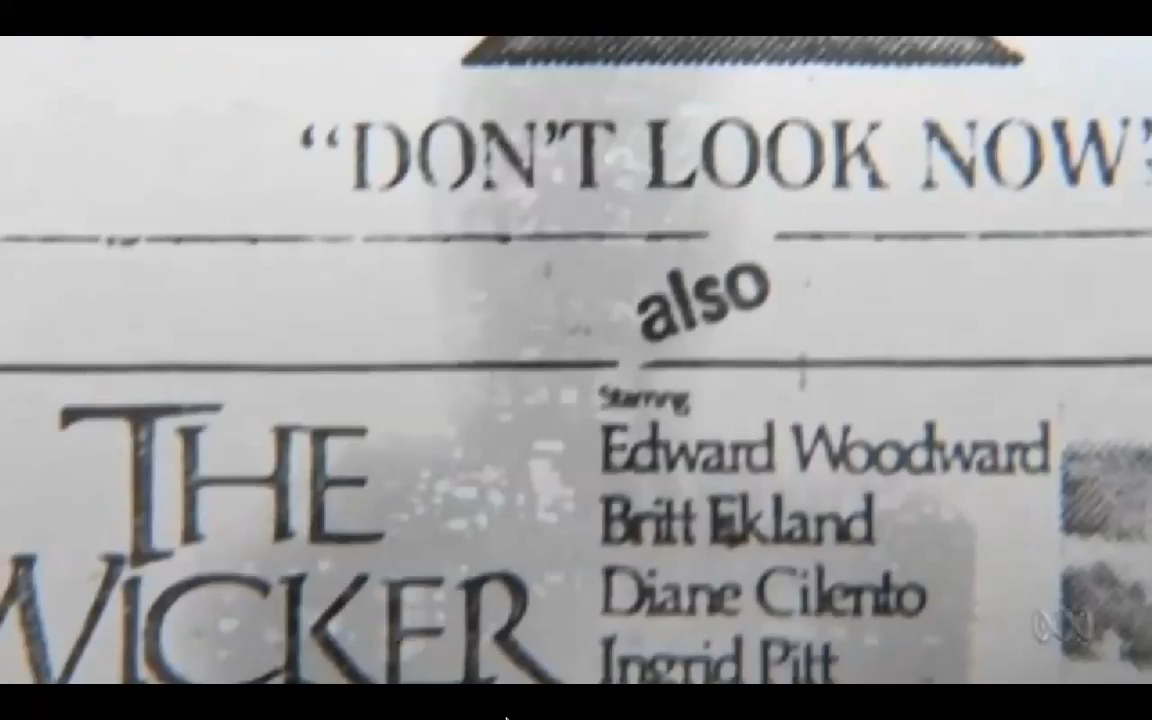 "DON'T LOOK NOW"
also
Starring
THE
WICKER
Edward Woodward
Britt Ekland
Diane Cilento
Ingrid Pitt